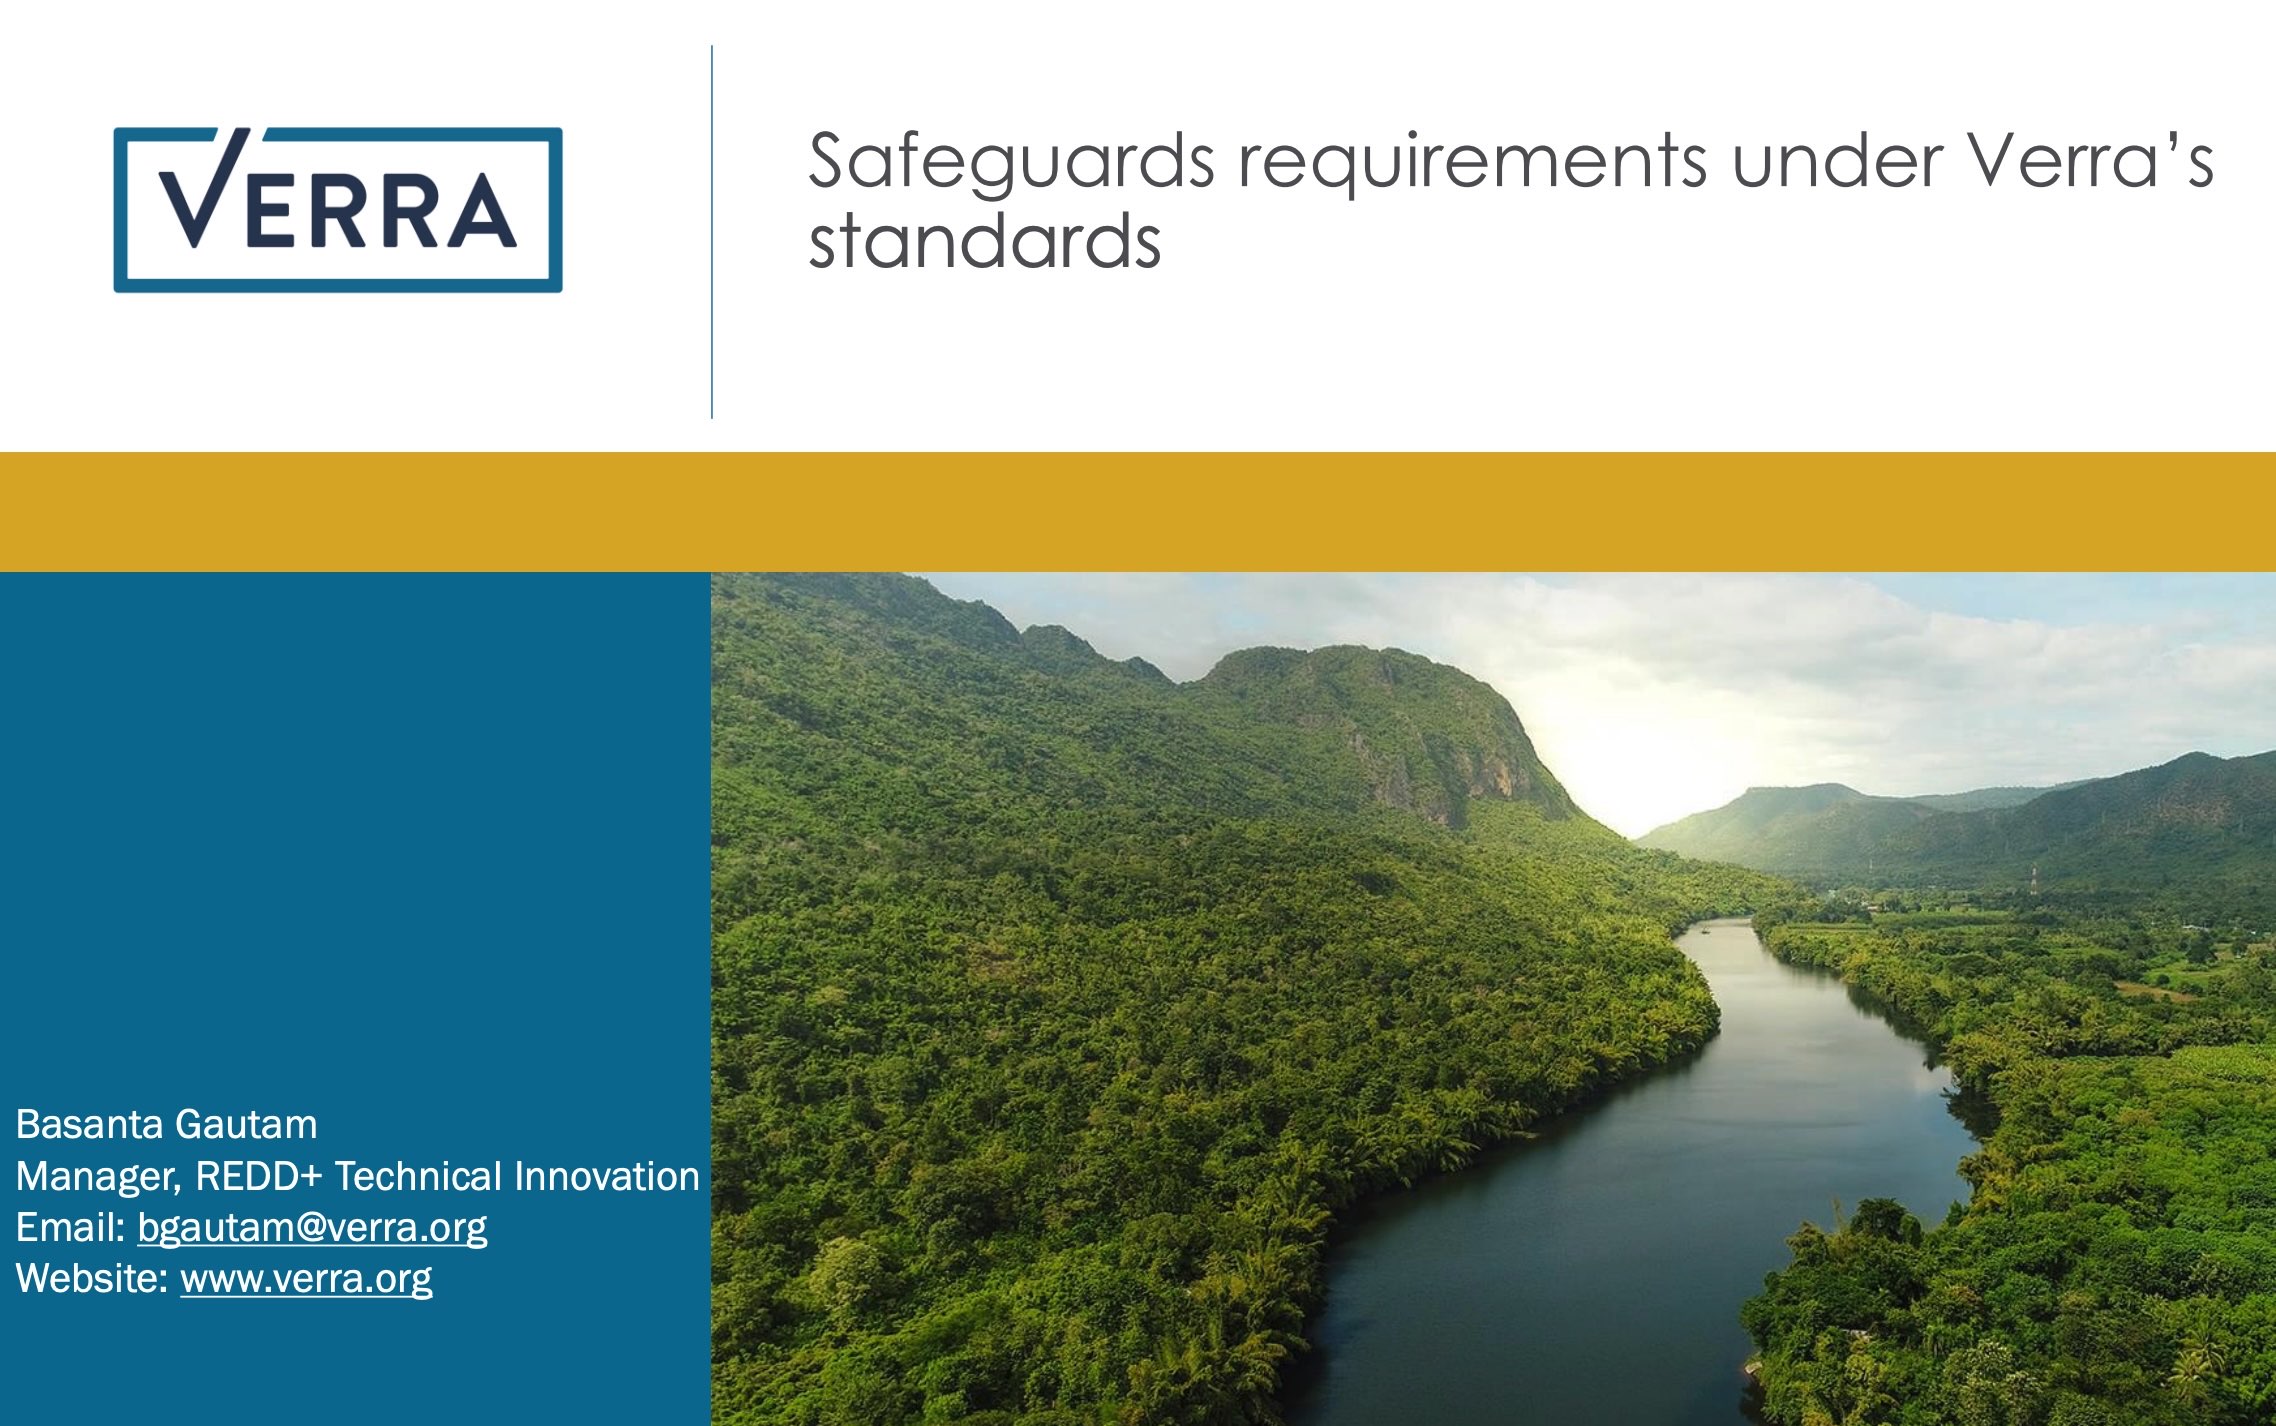 VERRA
Safeguards requirements under Verra’s
standards
Basanta Gautam
Manager, REDD+ Technical Innovation
Email: bgautam@verra.org
Website: www.verra.org